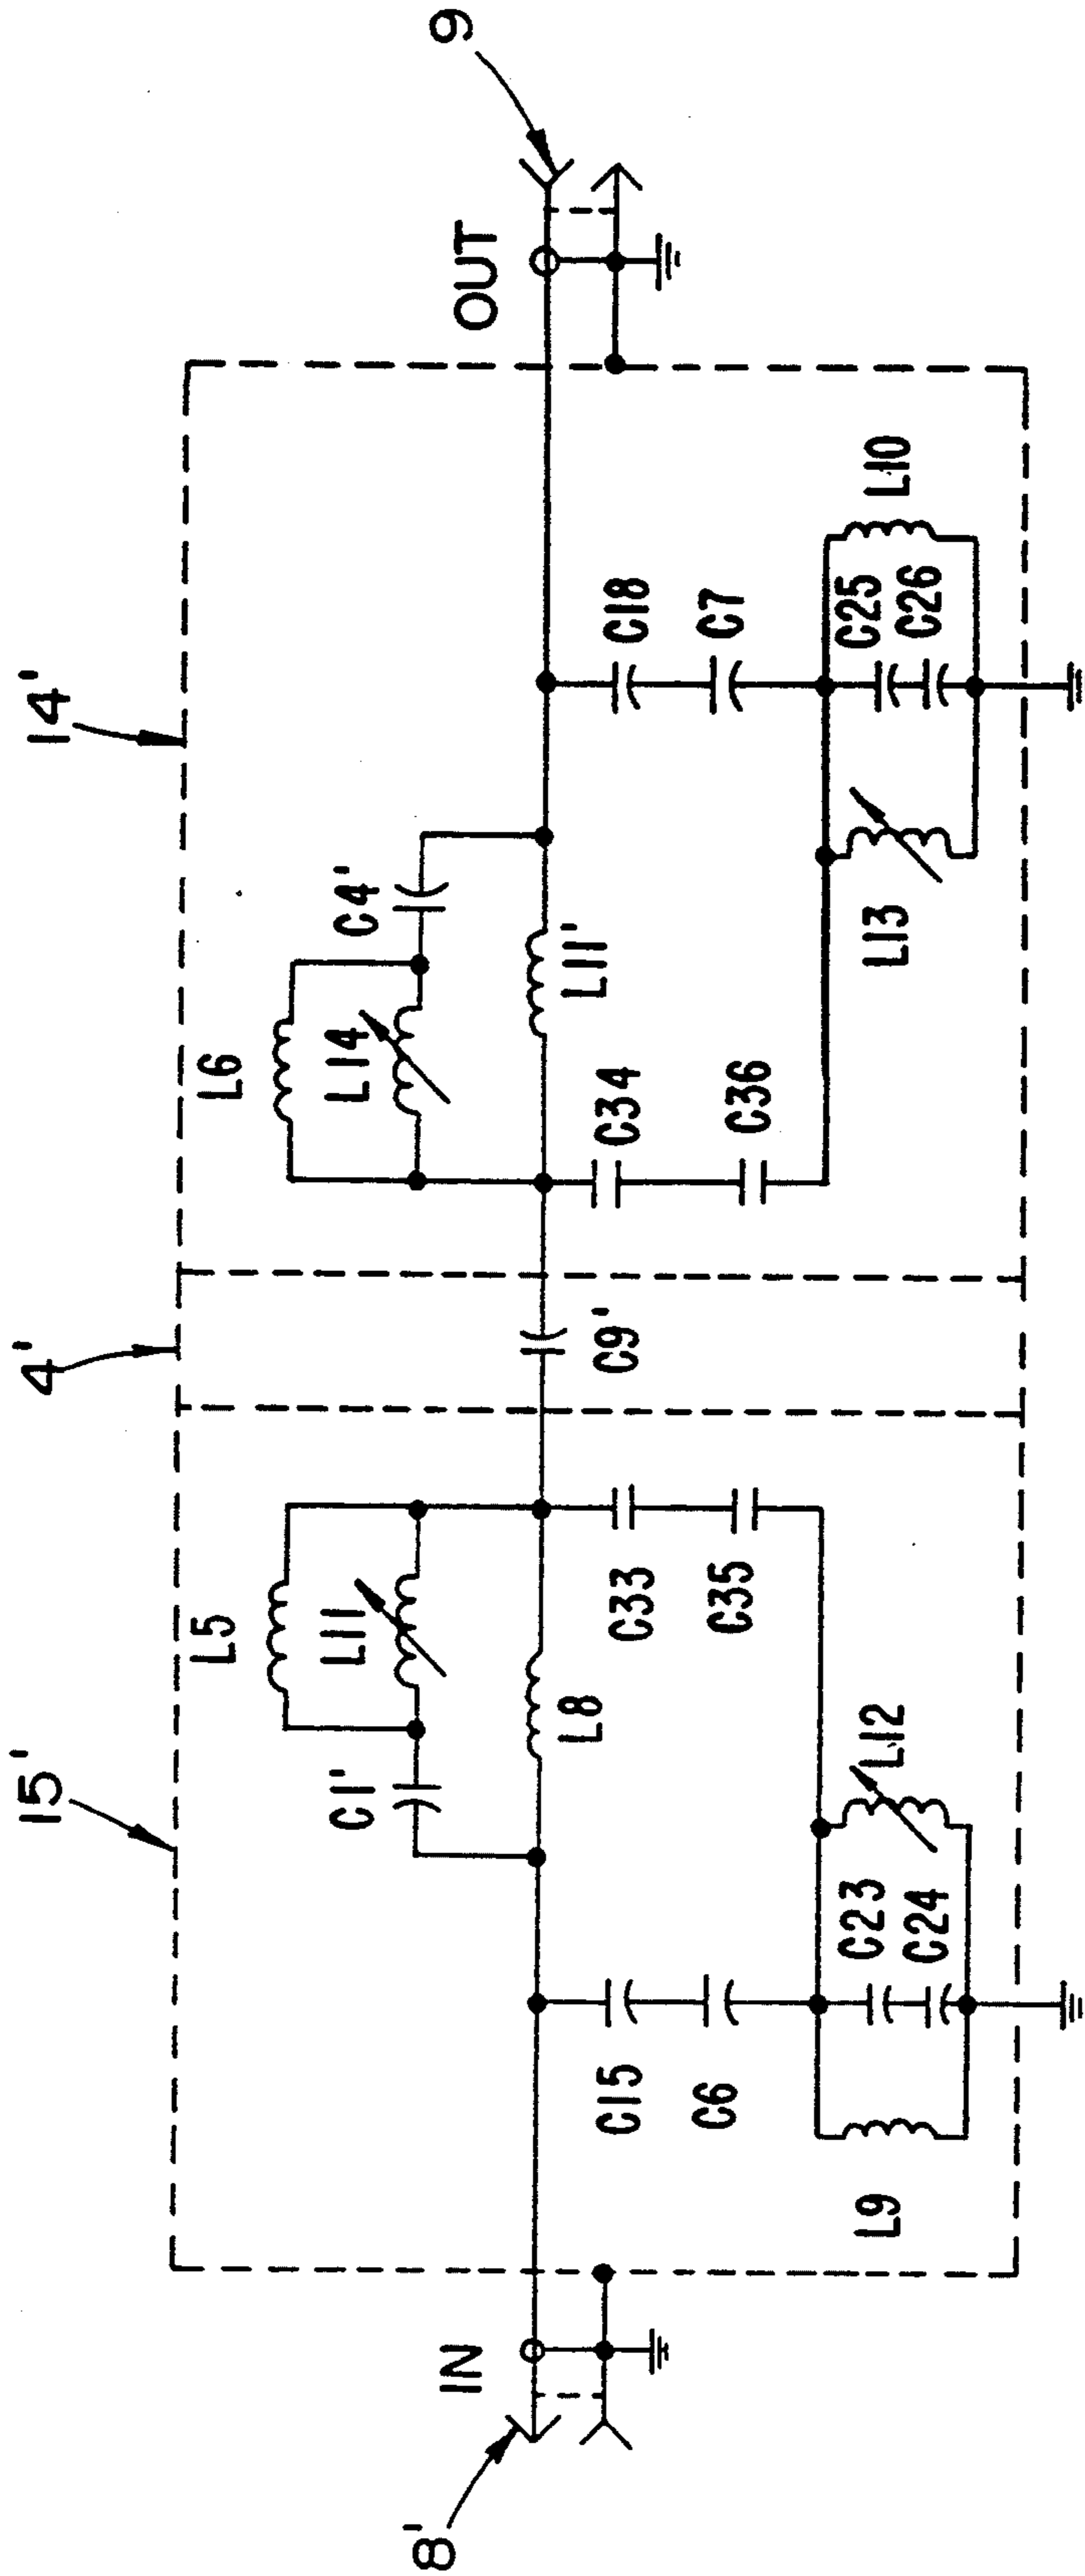 15'
4'
14'
L5
L6
L11
L14
C1'
C4'
8'
IN
OUT
9
L8
C9'
L11'
C15
C33
C34
C18
C6
C35
C36
C7
L9
C23
C24
L12
L13
C25
C26
L10